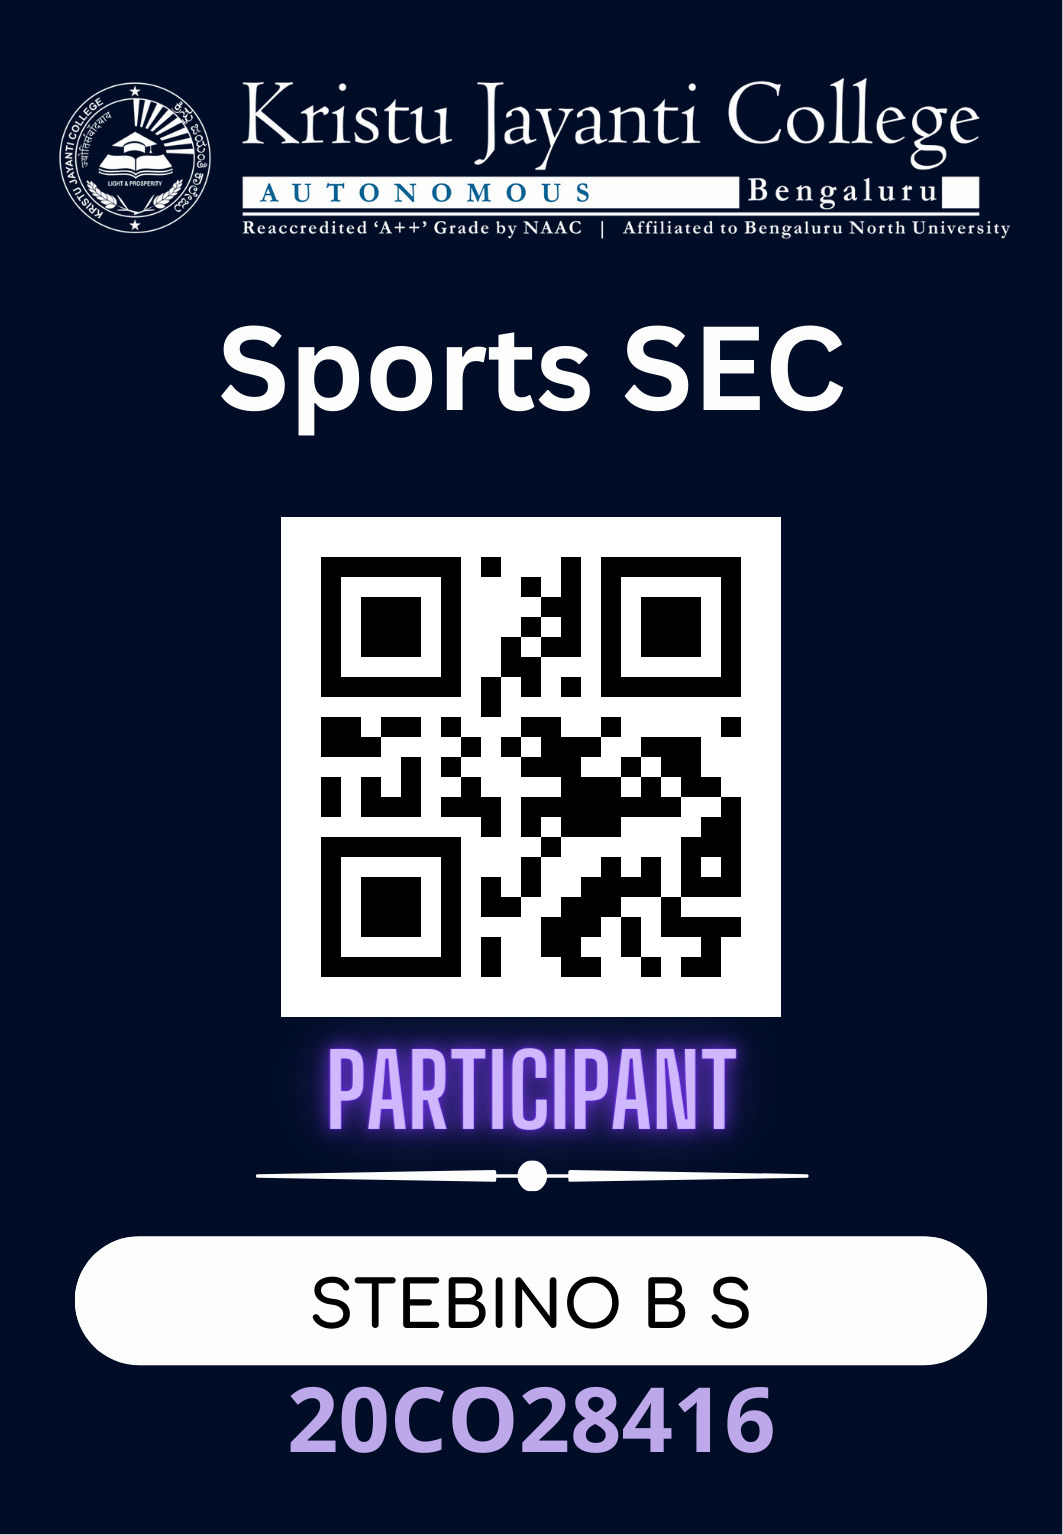 Kristu Jayanti College
AUTONOMOUS Bengaluru
Reaccredited ‘A++’ Grade by NAAC | Affiliated to Bengaluru North University
KRISTU JAYANTI COLLEGE
LIGHT & PROSPERITY
Sports SEC
PARTICIPANT
STEBINO B S
20CO28416